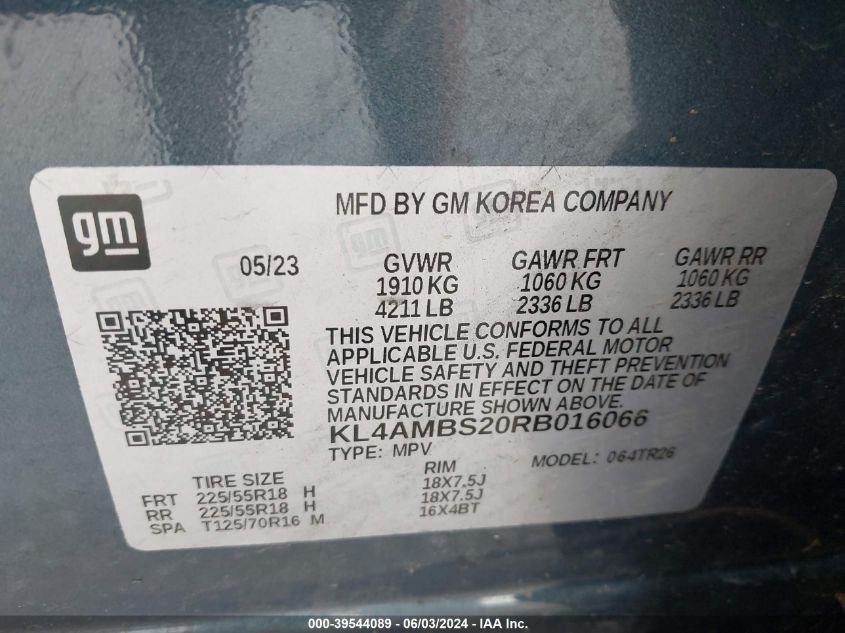 gm
MFD BY GM KOREA COMPANY
05/23
GVWR GAWR FRT GAWR RR
1910 KG 1060 KG 1060 KG
4211 LB 2336 LB 2336 LB
THIS VEHICLE CONFORMS TO ALL
APPLICABLE U.S. FEDERAL MOTOR
VEHICLE SAFETY AND THEFT PREVENTION
STANDARDS IN EFFECT ON THE DATE OF
MANUFACTURE SHOWN ABOVE.
KL4AMBS20RB016066
TYPE: MPV MODEL: 064TR26
TIRE SIZE RIM
FRT 225/55R18 H 18X7.5J
RR 225/55R18 H 18X7.5J
SPA T125/70R16 M 16X4BT
000-39544089 - 06/03/2024 - IAAI.com